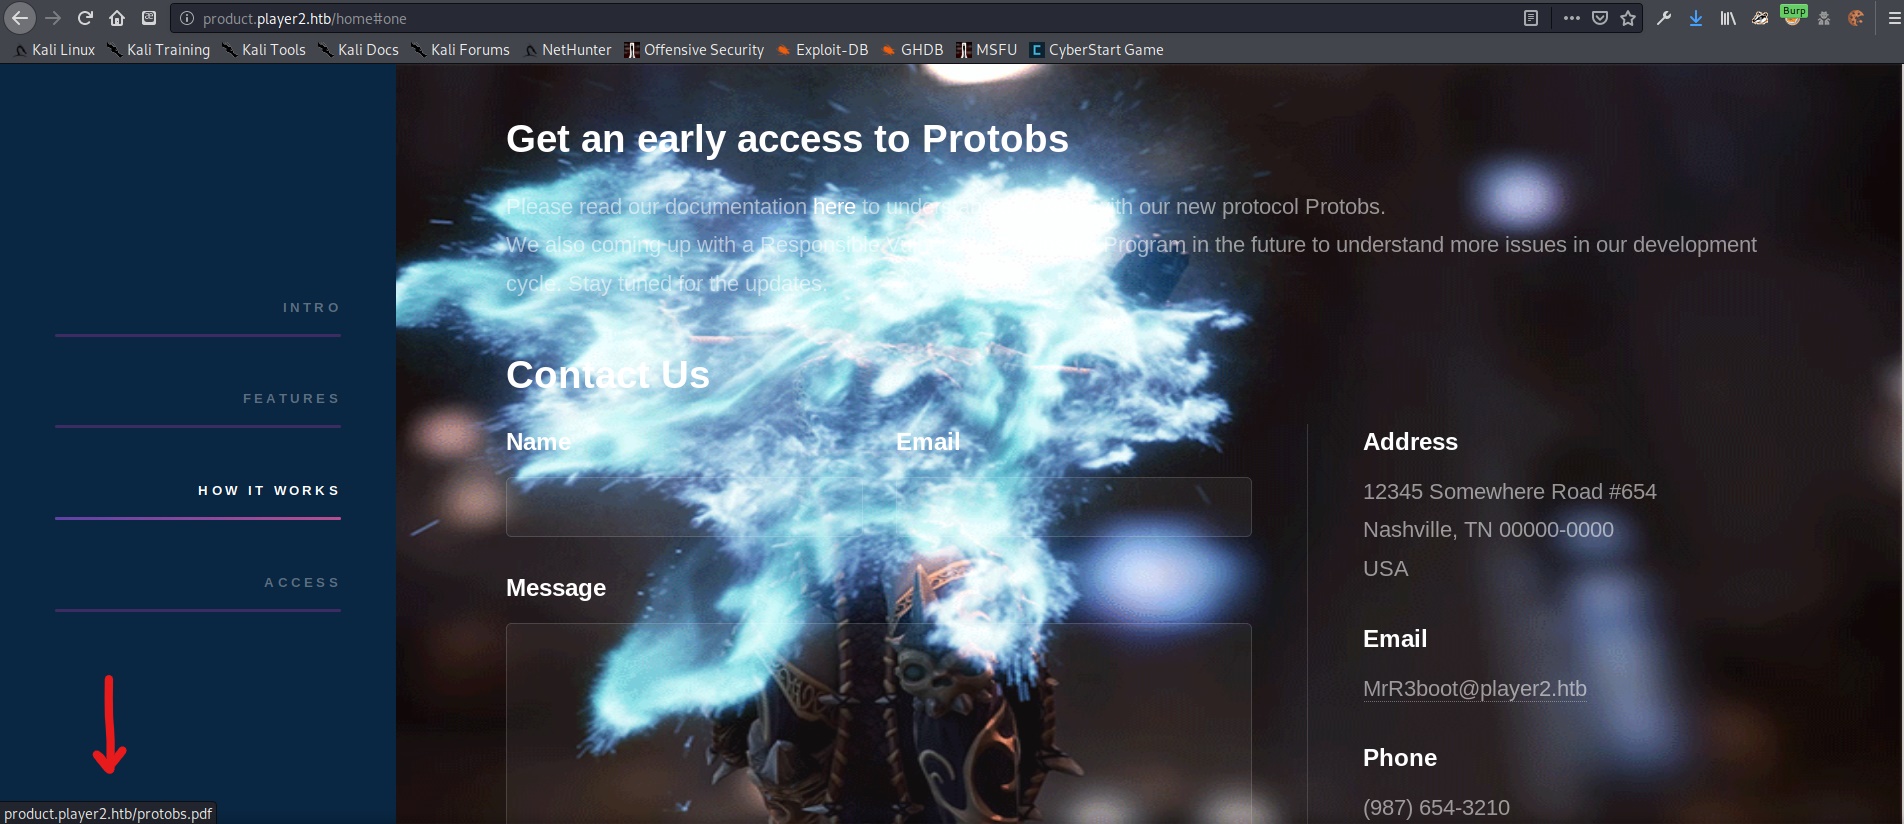 product.player2.htb/home#one
Burp
Kali Linux Kali Training Kali Tools Kali Docs Kali Forums NetHunter Offensive Security Exploit-DB GHDB MSFU CyberStart Game
INTRO
FEATURES
HOW IT WORKS
ACCESS
Get an early access to Protobs
Please read our documentation here to with our new protocol Protobs.
We also coming up with a Responsible Program in the future to understand more issues in our development
cycle. Stay tuned for the updates.
Contact Us
Name
Email
Message
Address
12345 Somewhere Road #654
Nashville, TN 00000-0000
USA
Email
MrR3boot@player2.htb
Phone
(987) 654-3210
product.player2.htb/protobs.pdf